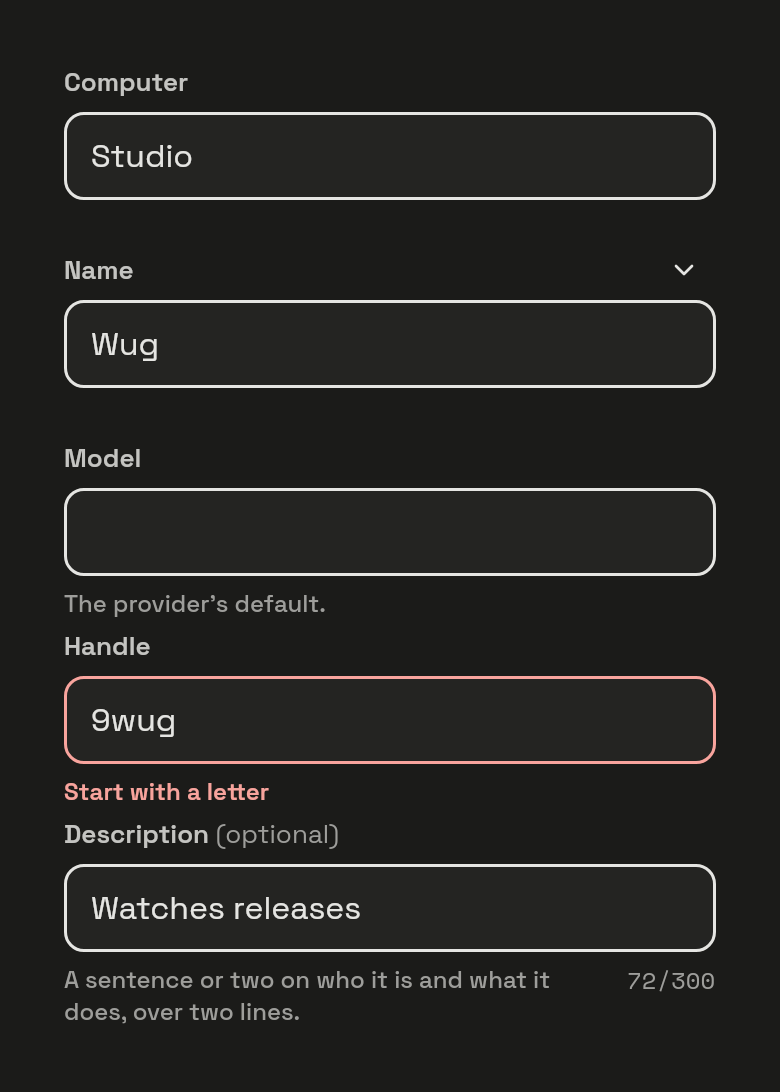 Computer
Studio
Name
Wug
Model
The provider’s default.
Handle
9wug
Start with a letter
Description (optional)
Watches releases
A sentence or two on who it is and what it 72/300
does, over two lines.